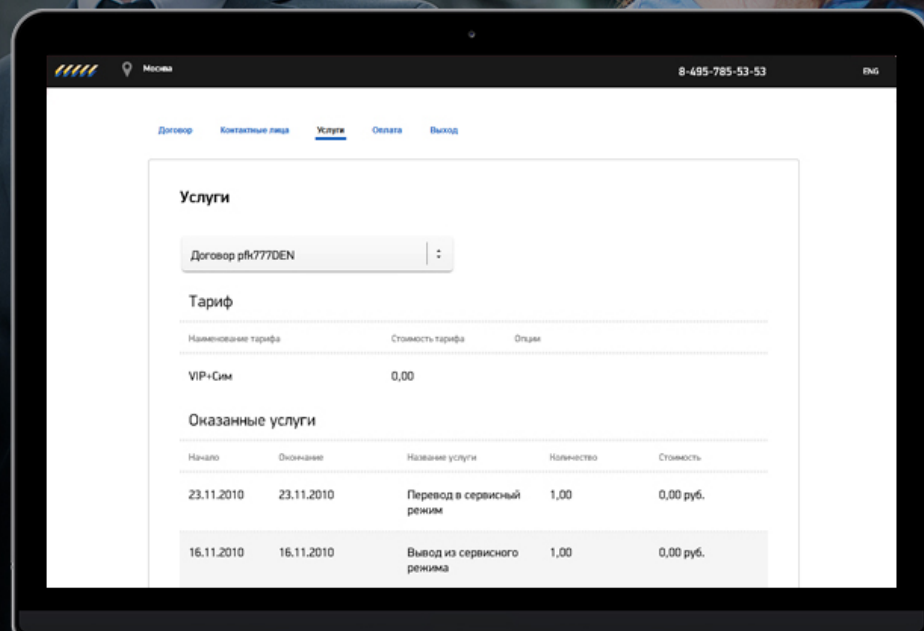 Москва 8-495-785-53-53 ENG
Договор Контактные лица Услуги Оплата Выход
Услуги
Договор pfk777DEN
Тариф
Наименование тарифа Стоимость тарифа Опции
VIP+Сим 0,00
Оказанные услуги
Начало Окончание Название услуги Количество Стоимость
23.11.2010 23.11.2010 Перевод в сервисный 1,00 0,00 руб.
режим
16.11.2010 16.11.2010 Вывод из сервисного 1,00 0,00 руб.
режима